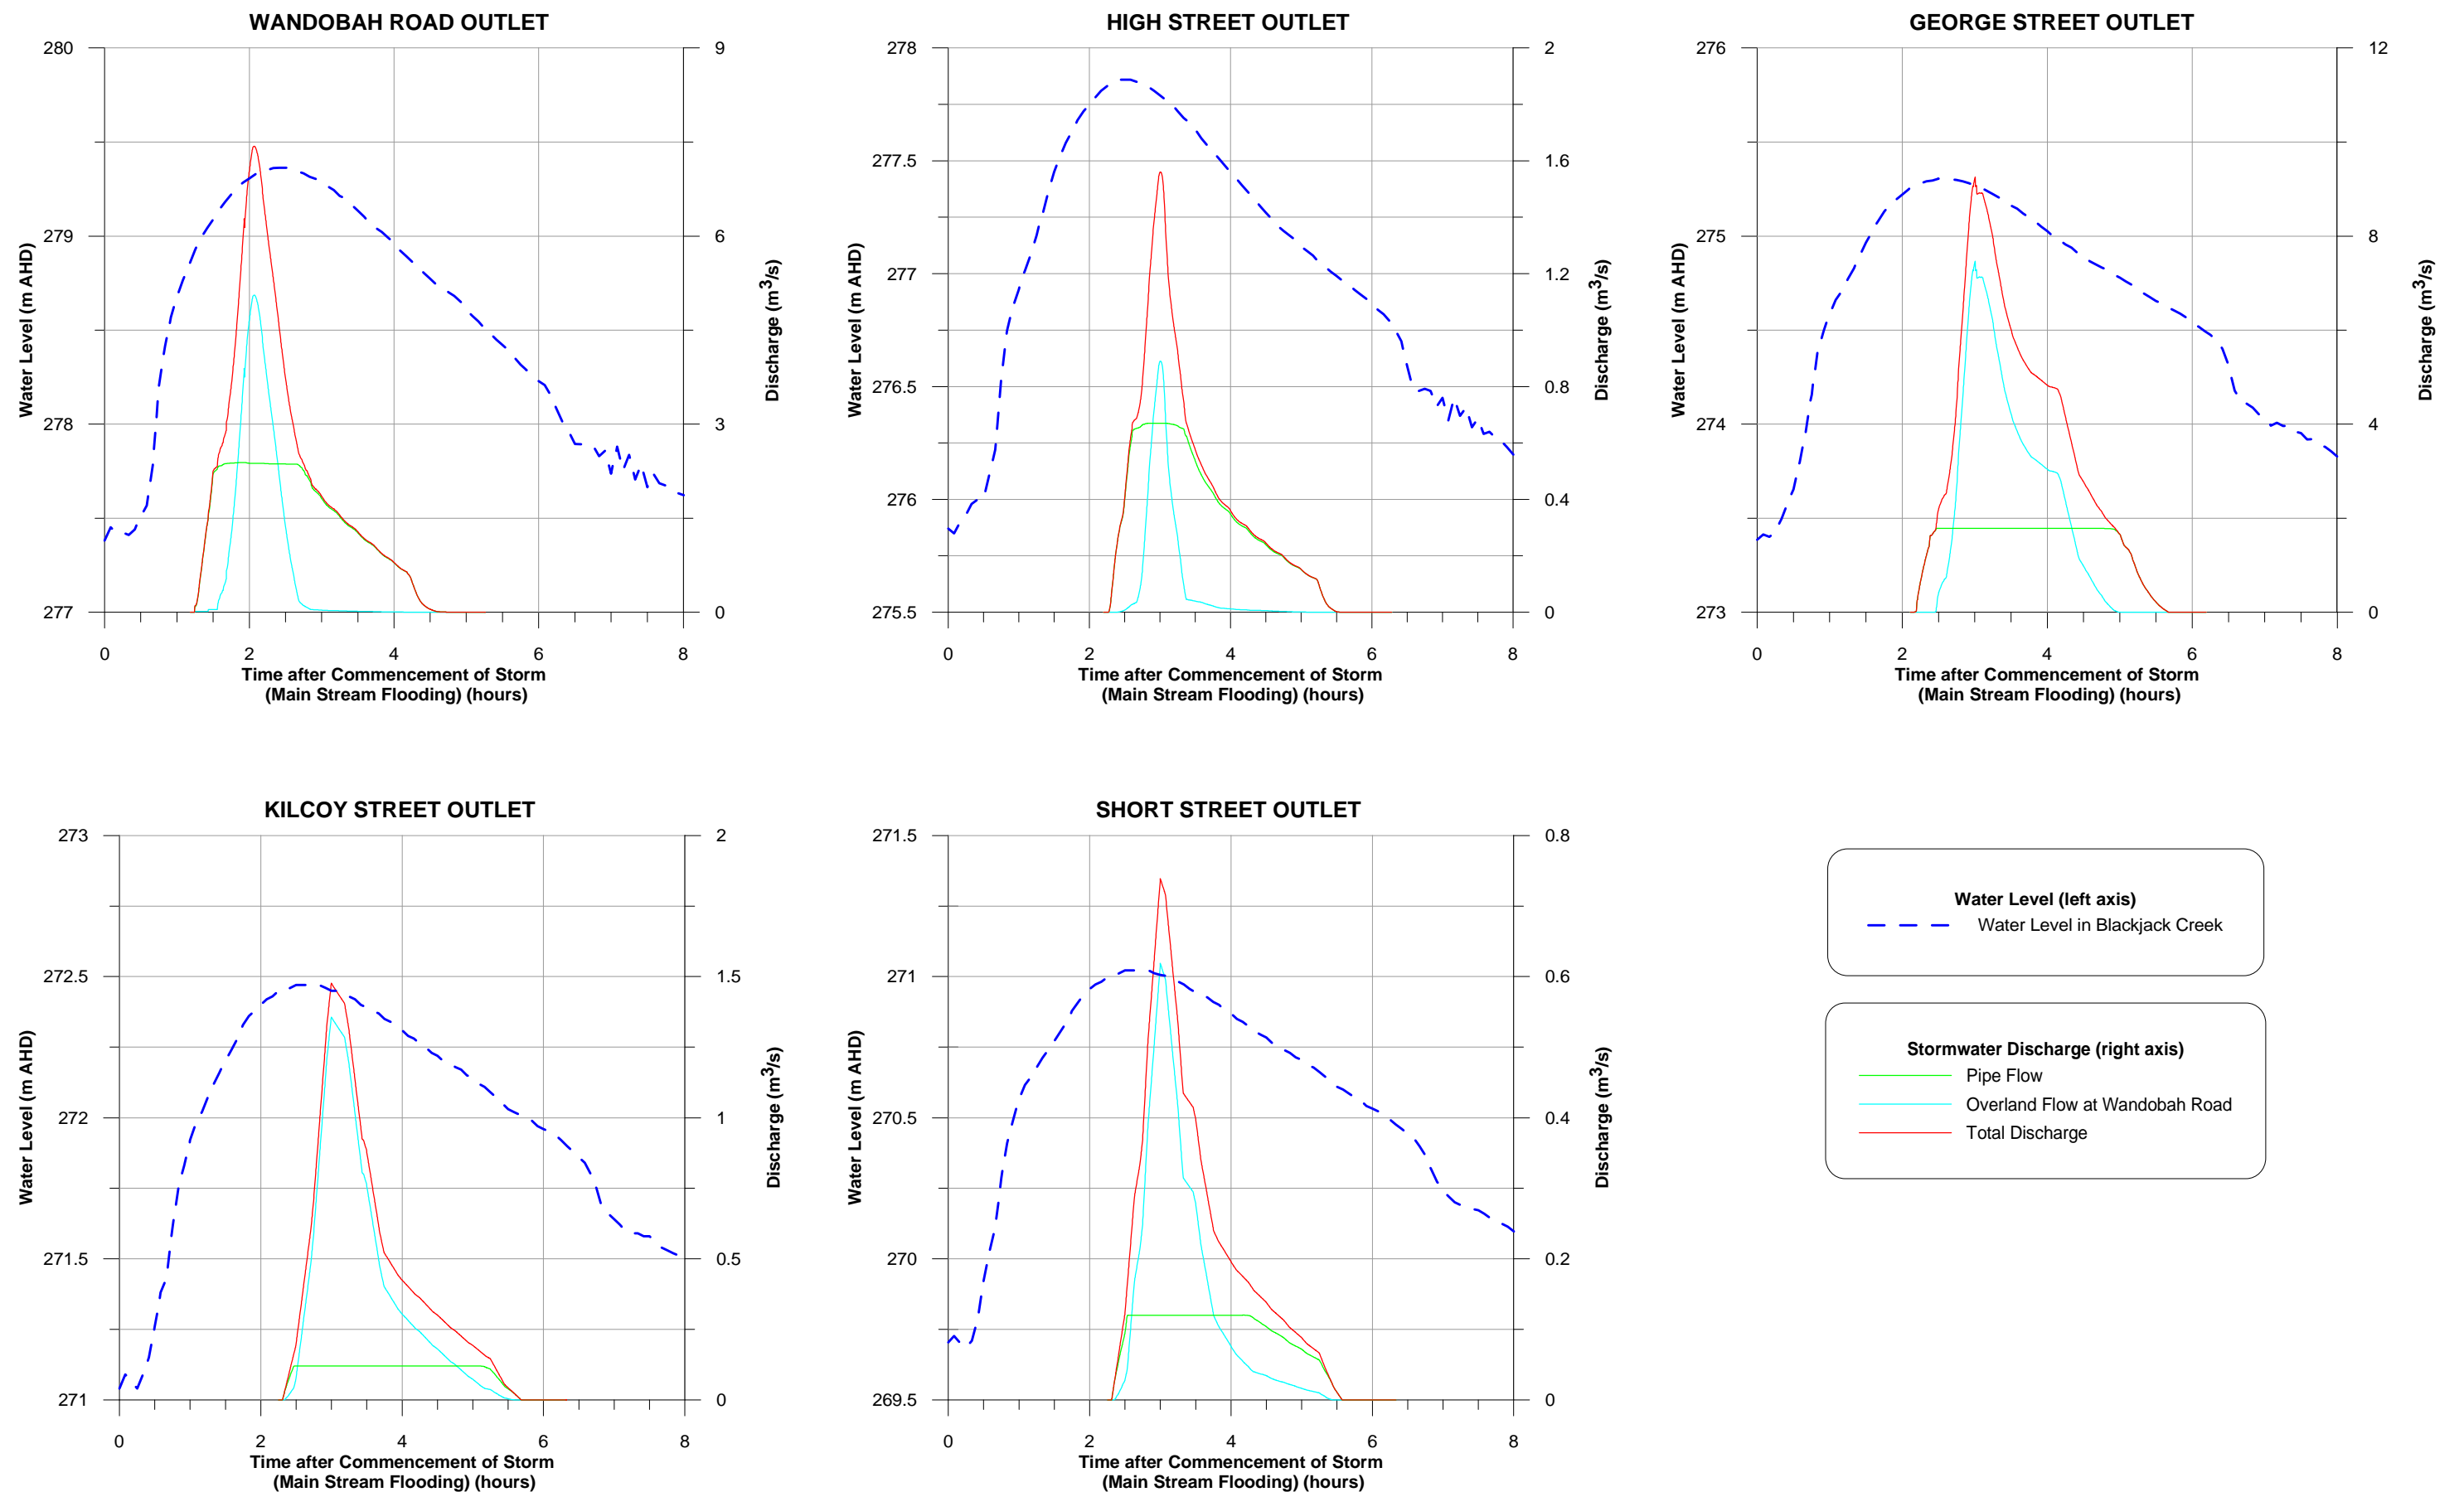 WANDOBAH ROAD OUTLET
280
279
278
277
9
6
3
0
0
2
4
6
8
Water Level (m AHD)
Discharge (m³/s)
Time after Commencement of Storm
(Main Stream Flooding) (hours)
HIGH STREET OUTLET
278
277.5
277
276.5
276
275.5
2
1.6
1.2
0.8
0.4
0
0
2
4
6
8
Water Level (m AHD)
Discharge (m³/s)
Time after Commencement of Storm
(Main Stream Flooding) (hours)
GEORGE STREET OUTLET
276
275
274
273
12
8
4
0
0
2
4
6
8
Water Level (m AHD)
Discharge (m³/s)
Time after Commencement of Storm
(Main Stream Flooding) (hours)
KILCOY STREET OUTLET
273
272.5
272
271.5
271
2
1.5
1
0.5
0
0
2
4
6
8
Water Level (m AHD)
Discharge (m³/s)
Time after Commencement of Storm
(Main Stream Flooding) (hours)
SHORT STREET OUTLET
271.5
271
270.5
270
269.5
0.8
0.6
0.4
0.2
0
0
2
4
6
8
Water Level (m AHD)
Discharge (m³/s)
Time after Commencement of Storm
(Main Stream Flooding) (hours)
Water Level (left axis)
Water Level in Blackjack Creek
Stormwater Discharge (right axis)
Pipe Flow
Overland Flow at Wandobah Road
Total Discharge